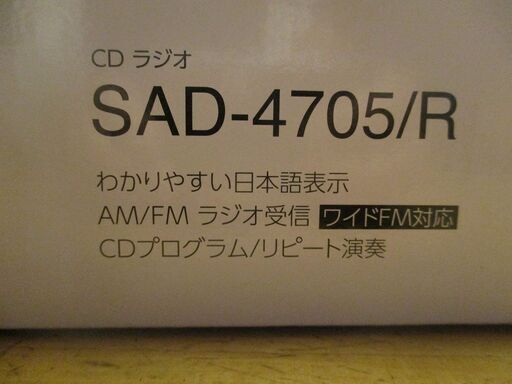 CD ラジオ
SAD-4705/R
わかりやすい日本語表示
AM/FM ラジオ受信 ワイドFM対応
CDプログラム/リピート演奏